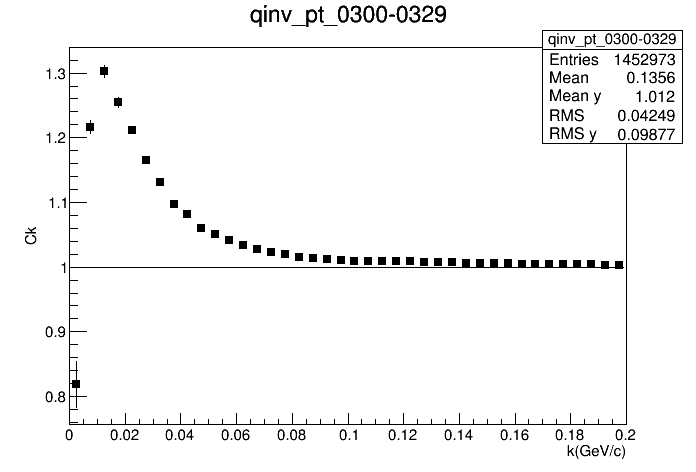 qinv_pt_0300-0329
qinv_pt_0300-0329
Entries 1452973
Mean 0.1356
Mean y 1.012
RMS 0.04249
RMS y 0.09877
Ck
1.3
1.2
1.1
1
0.9
0.8
0 0.02 0.04 0.06 0.08 0.1 0.12 0.14 0.16 0.18 0.2
k(GeV/c)